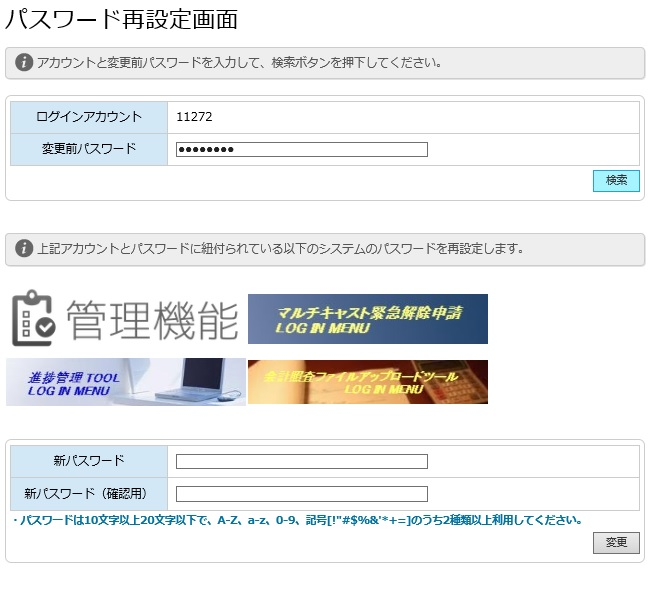 パスワード再設定画面
アカウントと変更前パスワードを入力して、検索ボタンを押下してください。
ログインアカウント 11272
変更前パスワード ••••••••
検索
上記アカウントとパスワードに紐付られている以下のシステムのパスワードを再設定します。
管理機能
マルチキャスト緊急解除申請
LOG IN MENU
進捗管理 TOOL
LOG IN MENU
会計調査ファイルアップロードツール
LOG IN MENU
新パスワード
新パスワード（確認用）
・パスワードは10文字以上20文字以下で、A-Z、a-z、0-9、記号[!"#$%&'*+=]のうち2種類以上利用してください。
変更